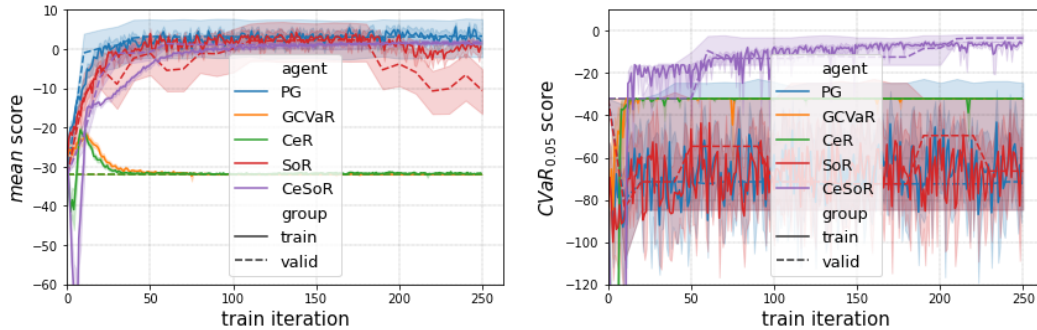 10
0
−10
−20
−30
−40
−50
−60
mean score
0
50
100
150
200
250
train iteration
agent
PG
GCVaR
CeR
SoR
CeSoR
group
train
valid
0
−20
−40
−60
−80
−100
−120
CVaR0.05 score
0
50
100
150
200
250
train iteration
agent
PG
GCVaR
CeR
SoR
CeSoR
group
train
valid